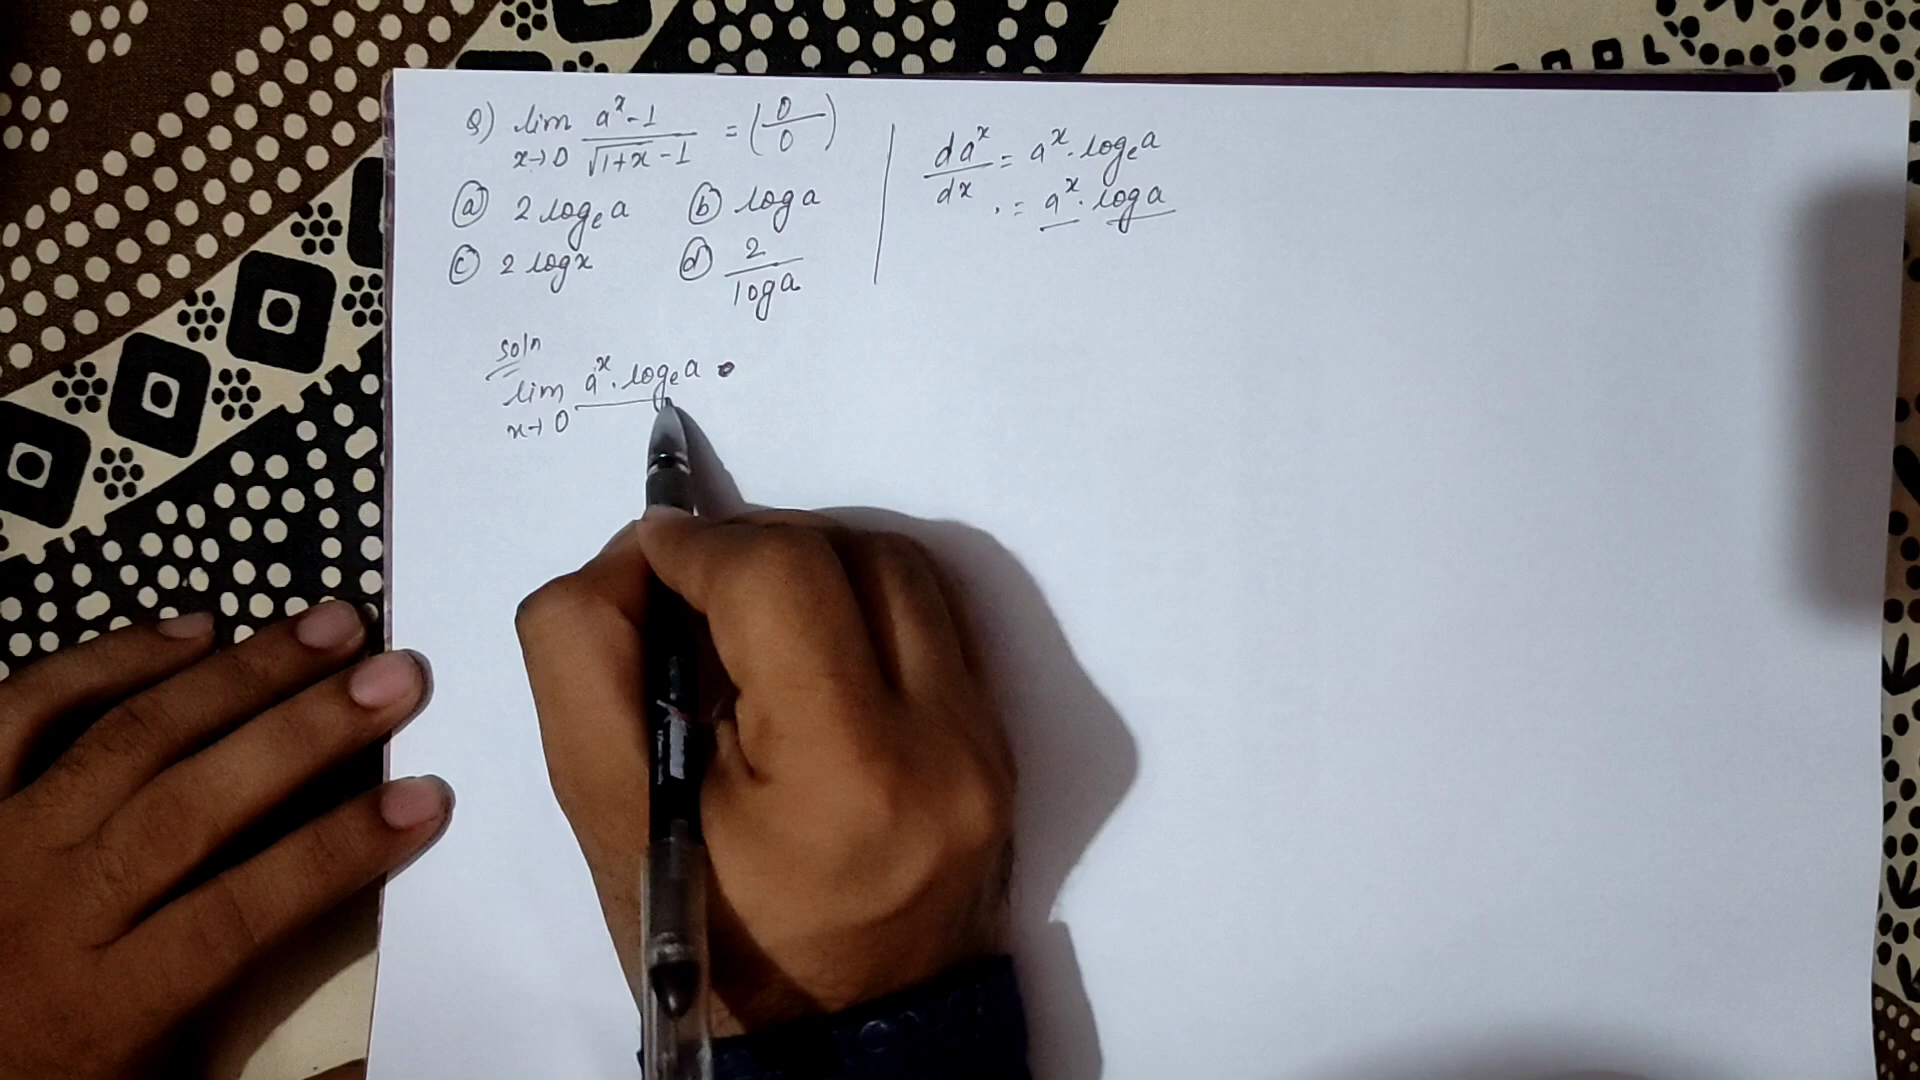 Q) lim x→0 (a^x-1)/(√1+x -1) = (0/0)
(a) 2 log_e a (b) log a
(c) 2 log x (d) 2/log a
da^x/dx = a^x . log_e a
. = a^x . log a
Soln
lim x→0 a^x . log_e a